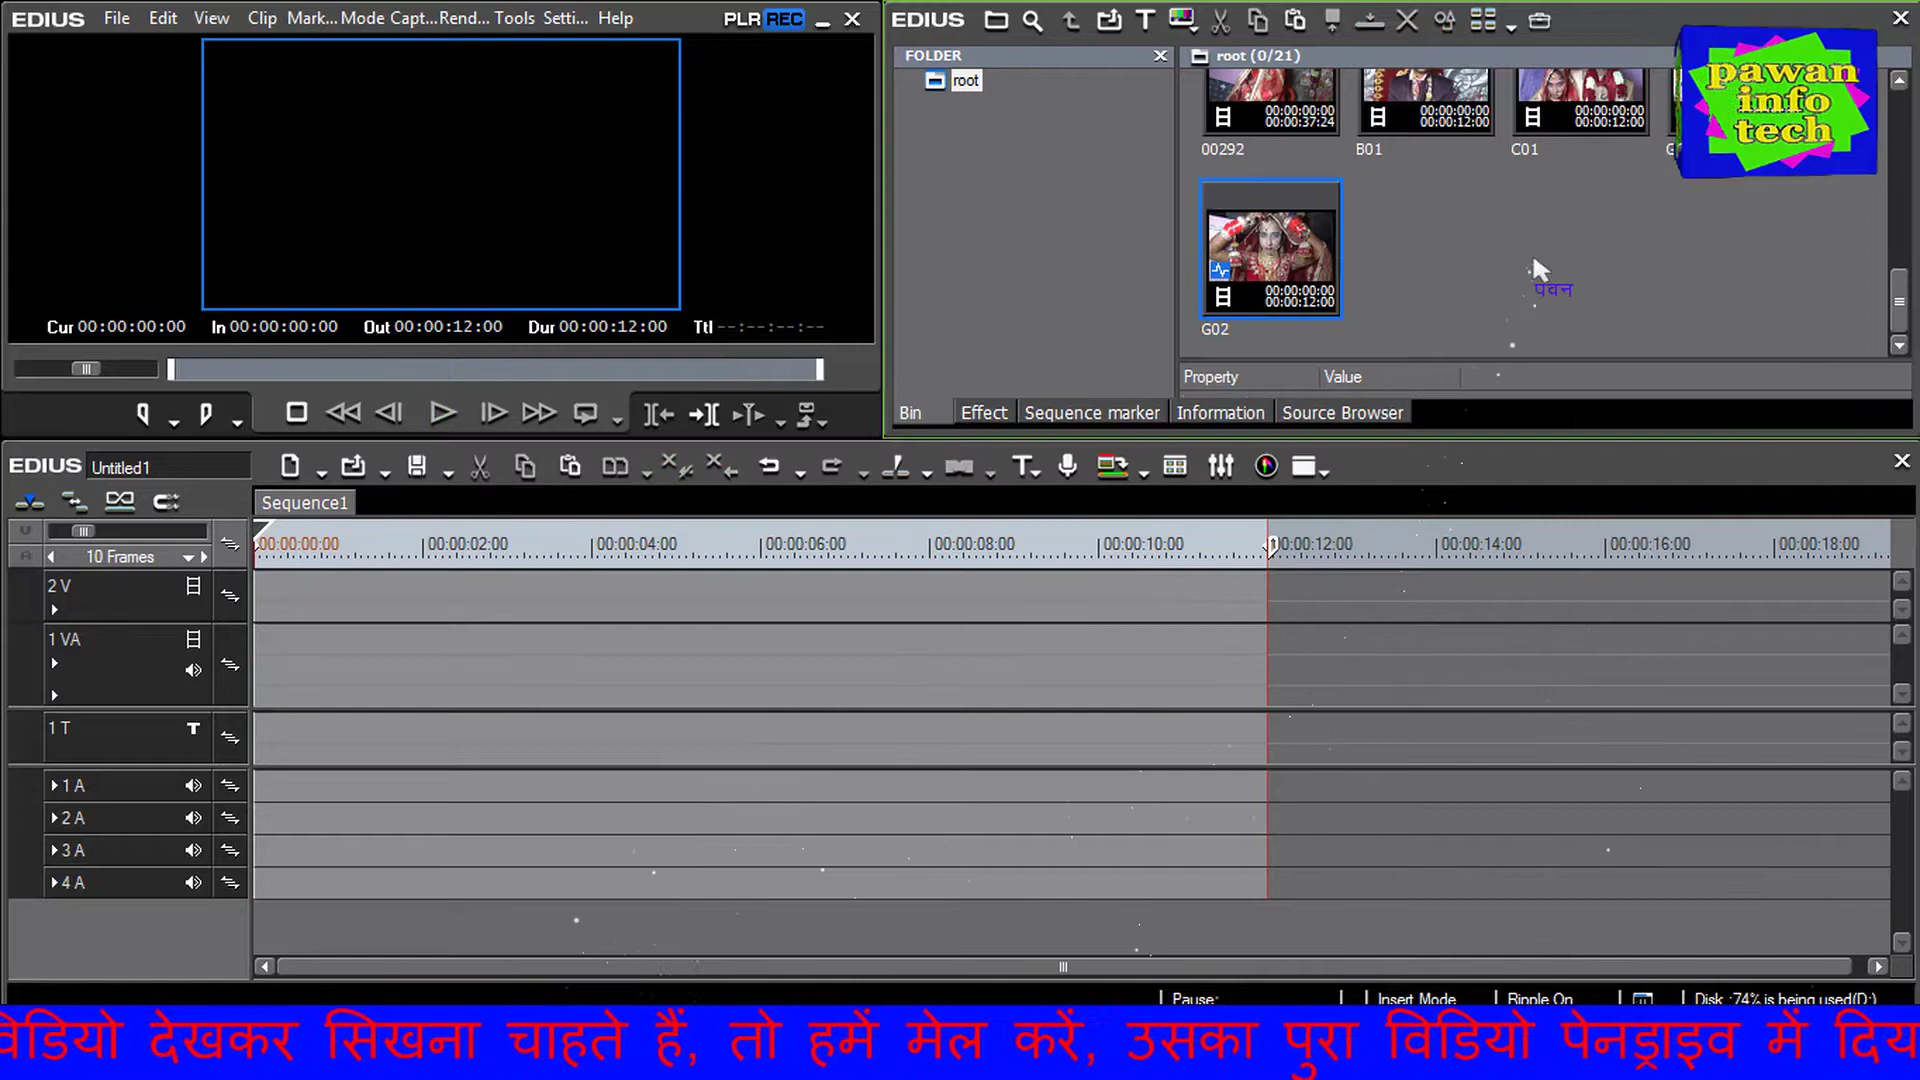 EDIUS File Edit View Clip Mark... Mode Capt... Rend... Tools Setti... Help PLR REC
Cur 00:00:00:00 In 00:00:00:00 Out 00:00:12:00 Dur 00:00:12:00 Ttl --:--:--:--
EDIUS
FOLDER
root
root (0/21)
00:00:00:00
00:00:37:24
00292
00:00:00:00
00:00:12:00
B01
00:00:00:00
00:00:12:00
C01
pawan
info
tech
00:00:00:00
00:00:12:00
G02
पवन
Property Value
Bin Effect Sequence marker Information Source Browser
EDIUS Untitled1
Sequence1
10 Frames
00:00:00:00 00:00:02:00 00:00:04:00 00:00:06:00 00:00:08:00 00:00:10:00 00:00:12:00 00:00:14:00 00:00:16:00 00:00:18:00
2 V
1 VA
1 T
1 A
2 A
3 A
4 A
Pause: Insert Mode Ripple On Disk :74% is being used(D:)
विडियो देखकर सिखना चाहते हैं, तो हमें मेल करें, उसका पुरा विडियो पेनड्राइव में दिय